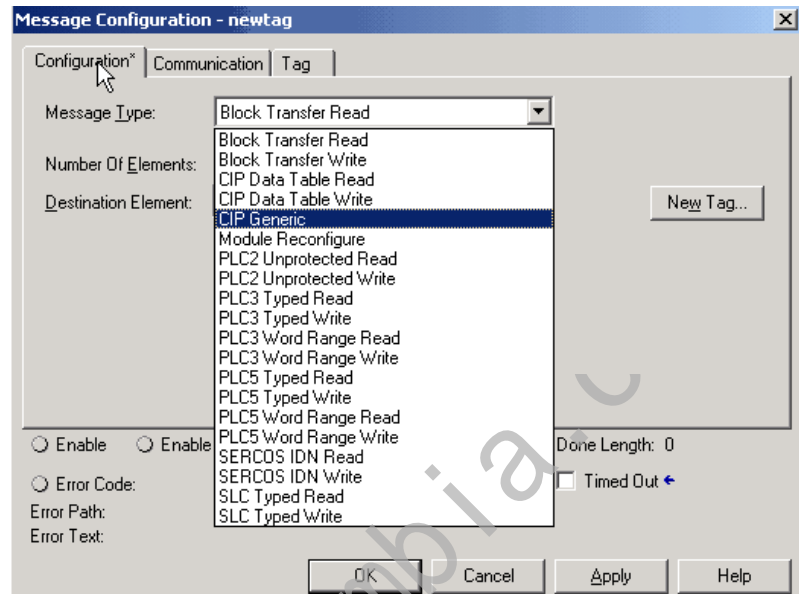 Message Configuration - newtag
Configuration* Communication Tag
Message Type: Block Transfer Read
Block Transfer Read
Block Transfer Write
Number Of Elements:
CIP Data Table Read
Destination Element: CIP Data Table Write New Tag...
CIP Generic
Module Reconfigure
PLC2 Unprotected Read
PLC2 Unprotected Write
PLC3 Typed Read
PLC3 Typed Write
PLC3 Word Range Read
PLC3 Word Range Write
PLC5 Typed Read
PLC5 Typed Write
PLC5 Word Range Read
PLC5 Word Range Write
SERCOS IDN Read
SERCOS IDN Write
SLC Typed Read
SLC Typed Write
Enable Enable Done Length: 0
Error Code: Timed Out
Error Path:
Error Text:
OK Cancel Apply Help